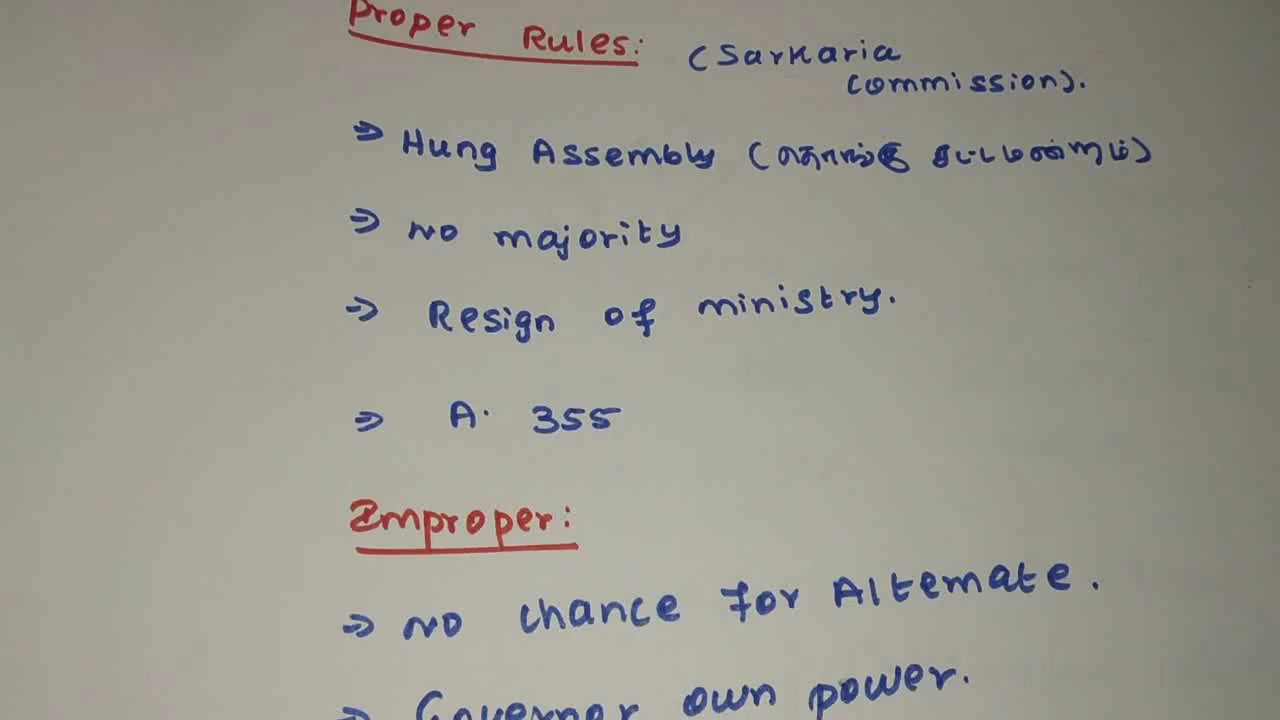 Proper Rules: (Sarkaria
Commission).
⇒ Hung Assembly (தொங்கு சட்டமன்றம்)
⇒ No majority
⇒ Resign of ministry.
⇒ A. 355
Improper:
⇒ No chance for Alternate.
⇒ Governor own power.